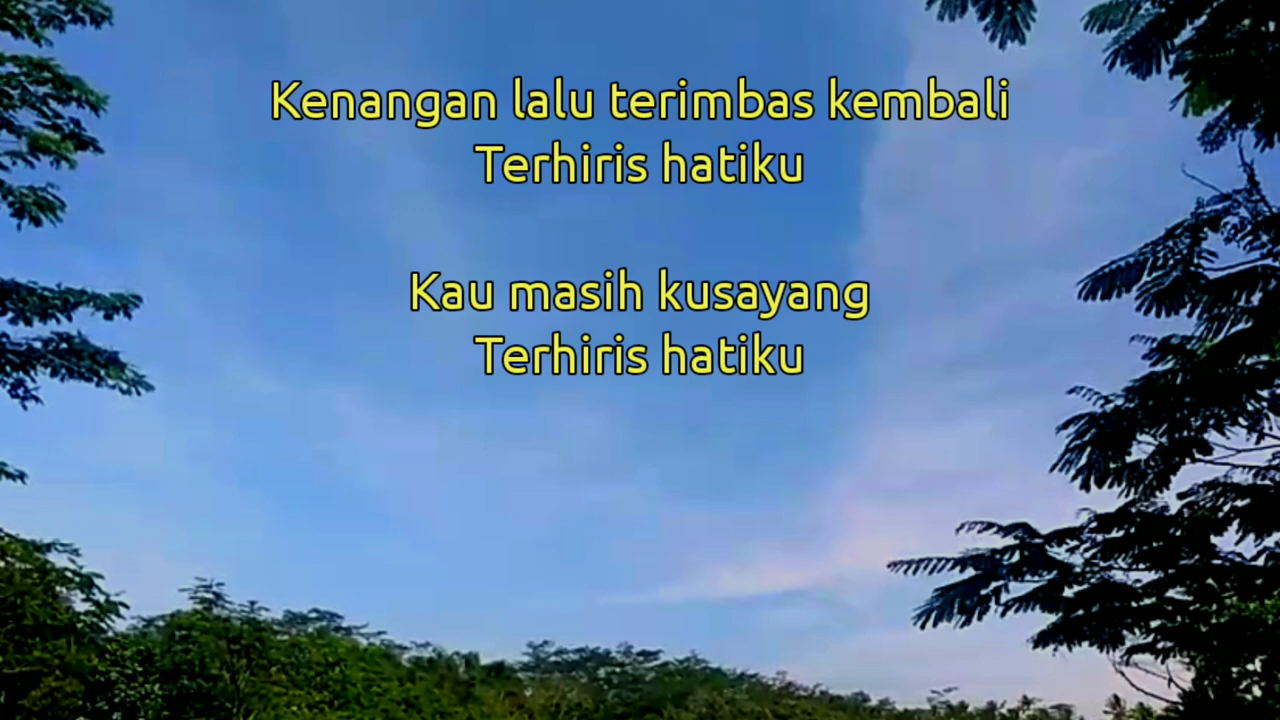 Kenangan lalu terimbas kembali
Terhiris hatiku
Kau masih kusayang
Terhiris hatiku